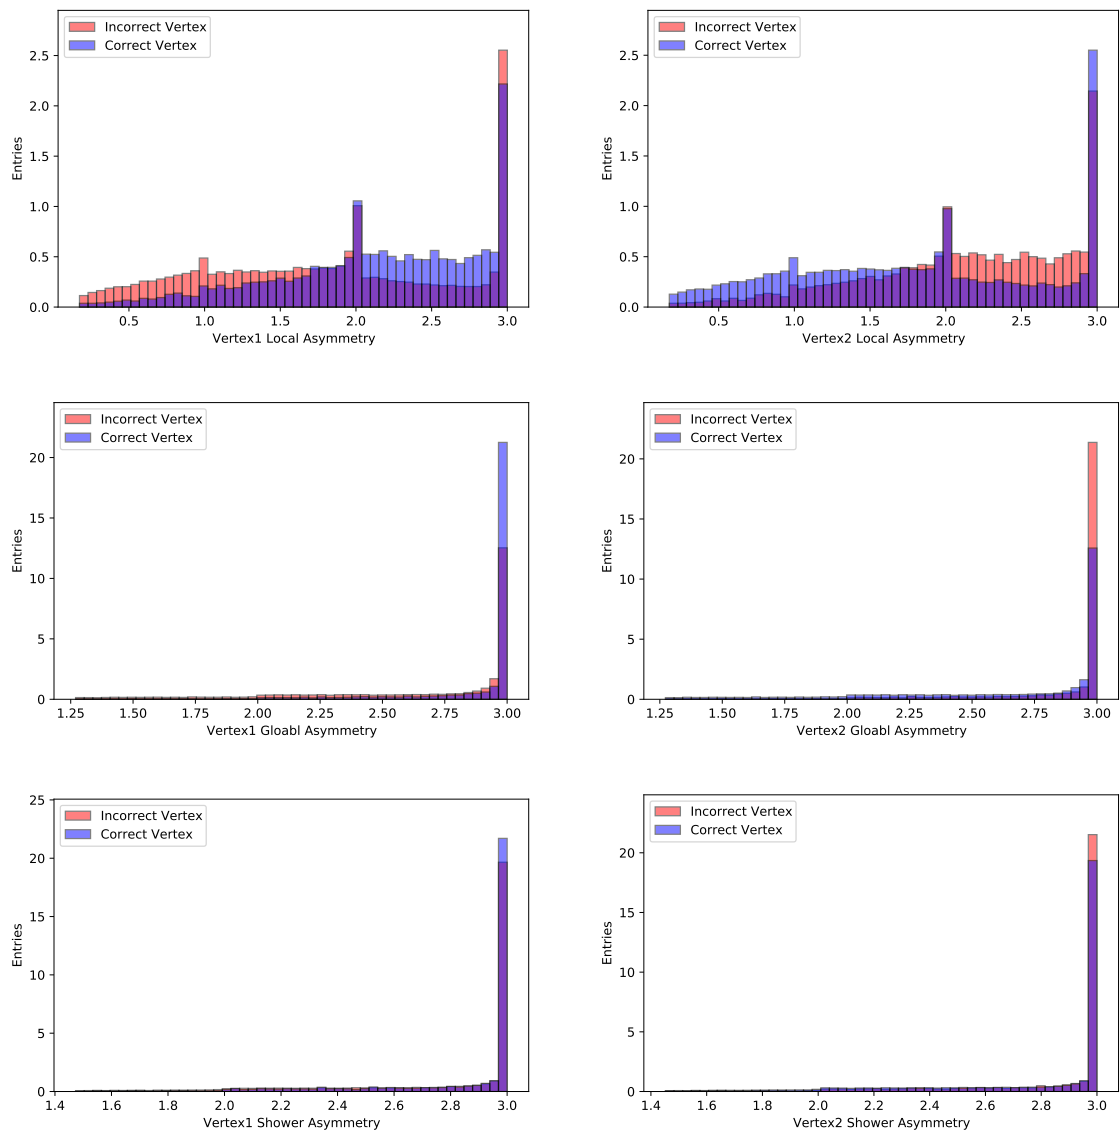 Incorrect Vertex
Correct Vertex
Entries
2.5
2.0
1.5
1.0
0.5
0.0
0.5 1.0 1.5 2.0 2.5 3.0
Vertex1 Local Asymmetry
Incorrect Vertex
Correct Vertex
Entries
2.5
2.0
1.5
1.0
0.5
0.0
0.5 1.0 1.5 2.0 2.5 3.0
Vertex2 Local Asymmetry
Incorrect Vertex
Correct Vertex
Entries
20
15
10
5
0
1.25 1.50 1.75 2.00 2.25 2.50 2.75 3.00
Vertex1 Gloabl Asymmetry
Incorrect Vertex
Correct Vertex
Entries
20
15
10
5
0
1.25 1.50 1.75 2.00 2.25 2.50 2.75 3.00
Vertex2 Gloabl Asymmetry
Incorrect Vertex
Correct Vertex
Entries
25
20
15
10
5
0
1.4 1.6 1.8 2.0 2.2 2.4 2.6 2.8 3.0
Vertex1 Shower Asymmetry
Incorrect Vertex
Correct Vertex
Entries
20
15
10
5
0
1.4 1.6 1.8 2.0 2.2 2.4 2.6 2.8 3.0
Vertex2 Shower Asymmetry